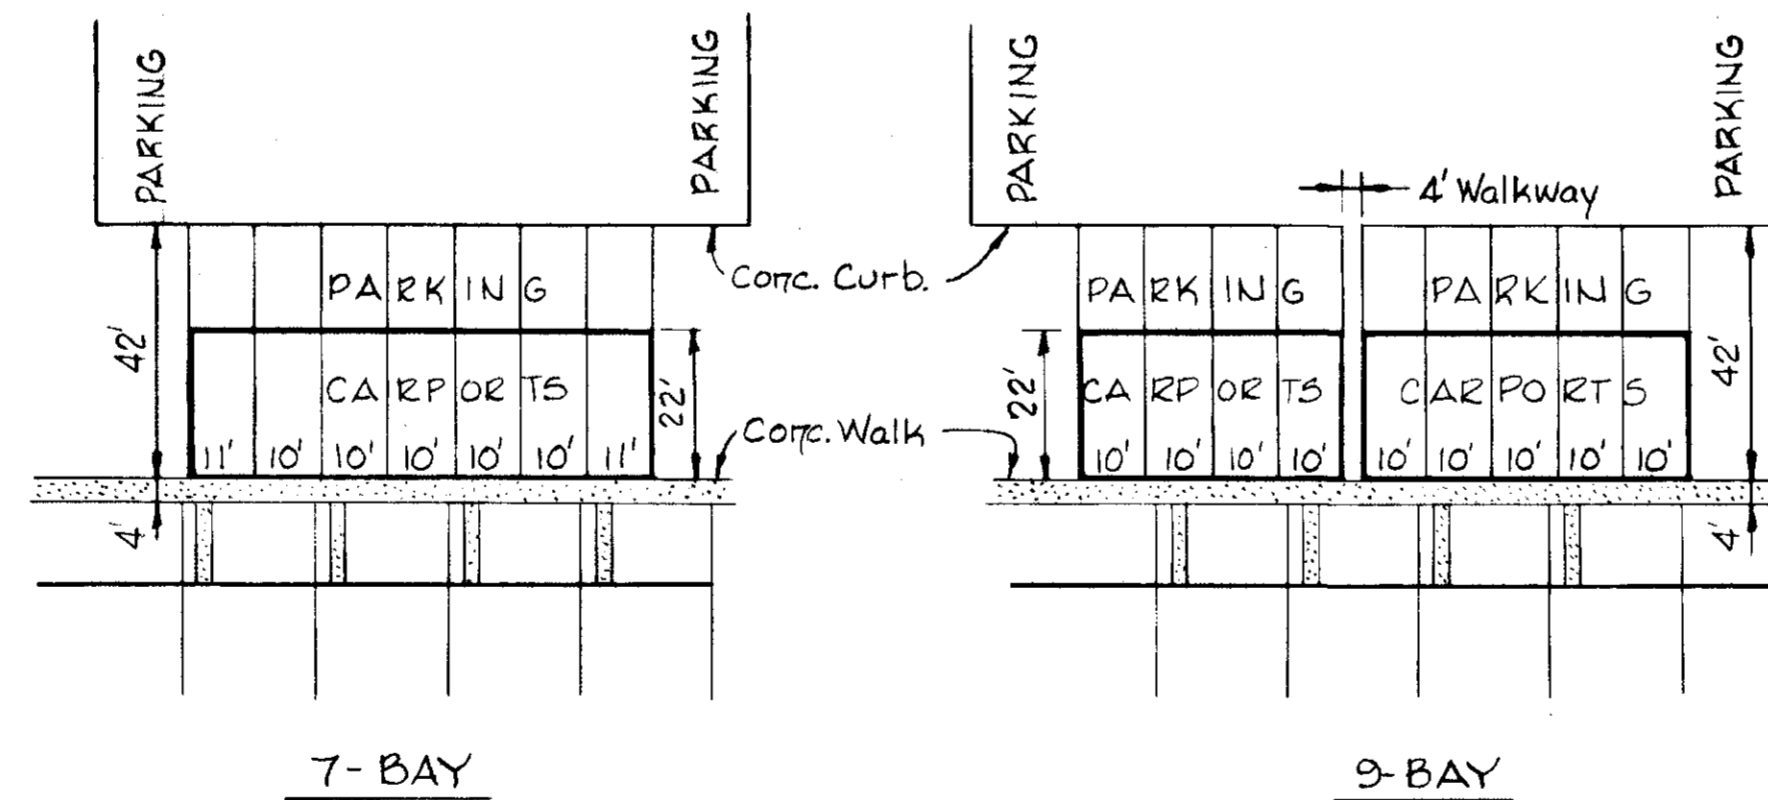 PARKING
PARKING
PARKING
PARKING
4' Walkway
Conc. Curb.
PARKING
PARKING
PARKING
42'
22'
22'
42'
CARPORTS
CARPORTS
CARPORTS
Conc. Walk
11' 10' 10' 10' 10' 10' 11'
10' 10' 10' 10'
10' 10' 10' 10' 10'
4'
4'
7-BAY
9-BAY